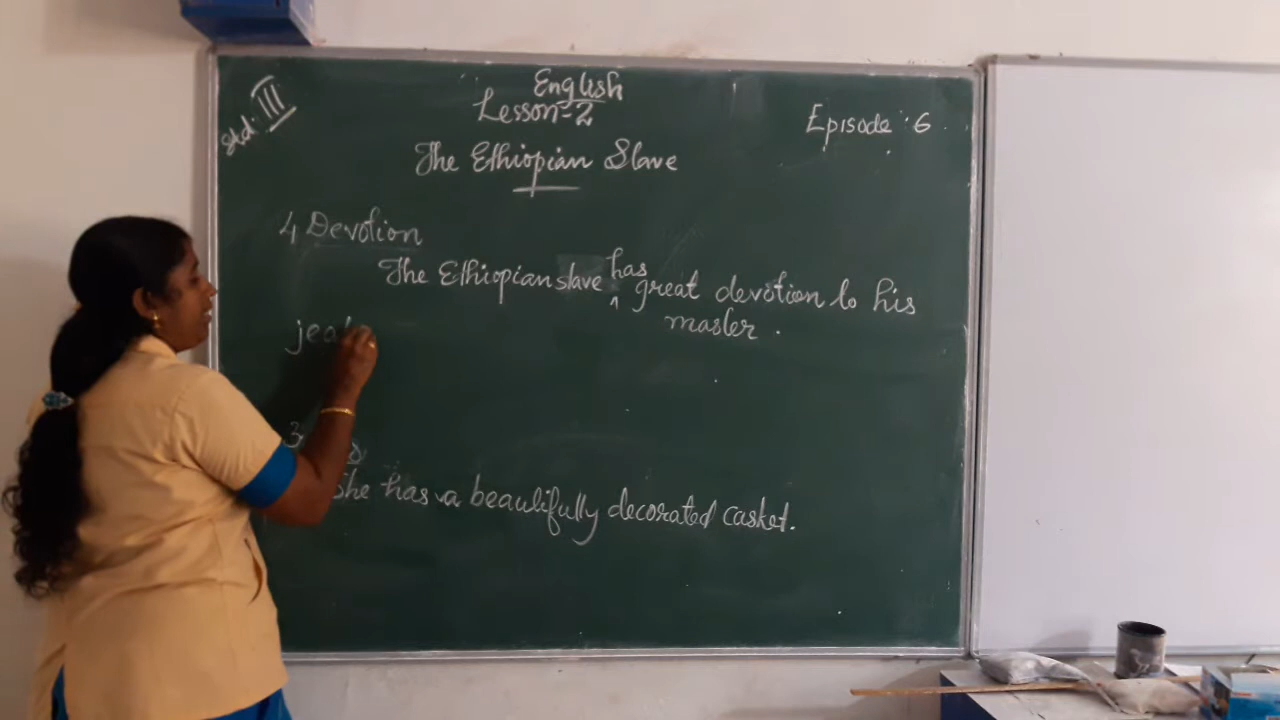 Std: III
English
Lesson-2
Episode : 6
The Ethiopian Slave
4 Devotion
The Ethiopian slave has great devotion to his
master .
3
She has a beautifully decorated casket.